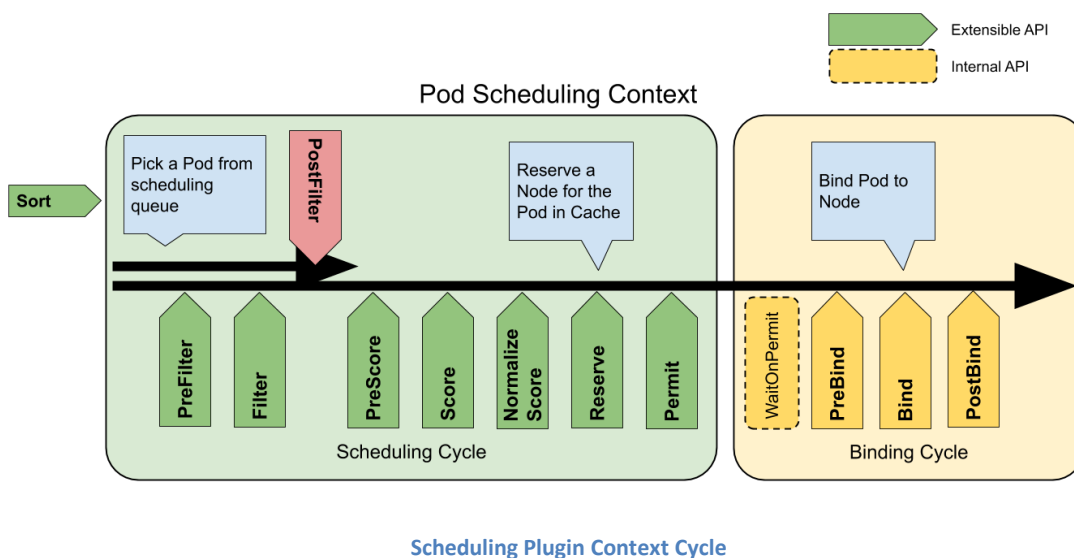 Extensible API
Internal API
Pod Scheduling Context
Sort
Pick a Pod from
scheduling
queue
PostFilter
Reserve a
Node for the
Pod in Cache
Bind Pod to
Node
PreFilter
Filter
PreScore
Score
Normalize
Score
Reserve
Permit
WaitOnPermit
PreBind
Bind
PostBind
Scheduling Cycle
Binding Cycle
Scheduling Plugin Context Cycle